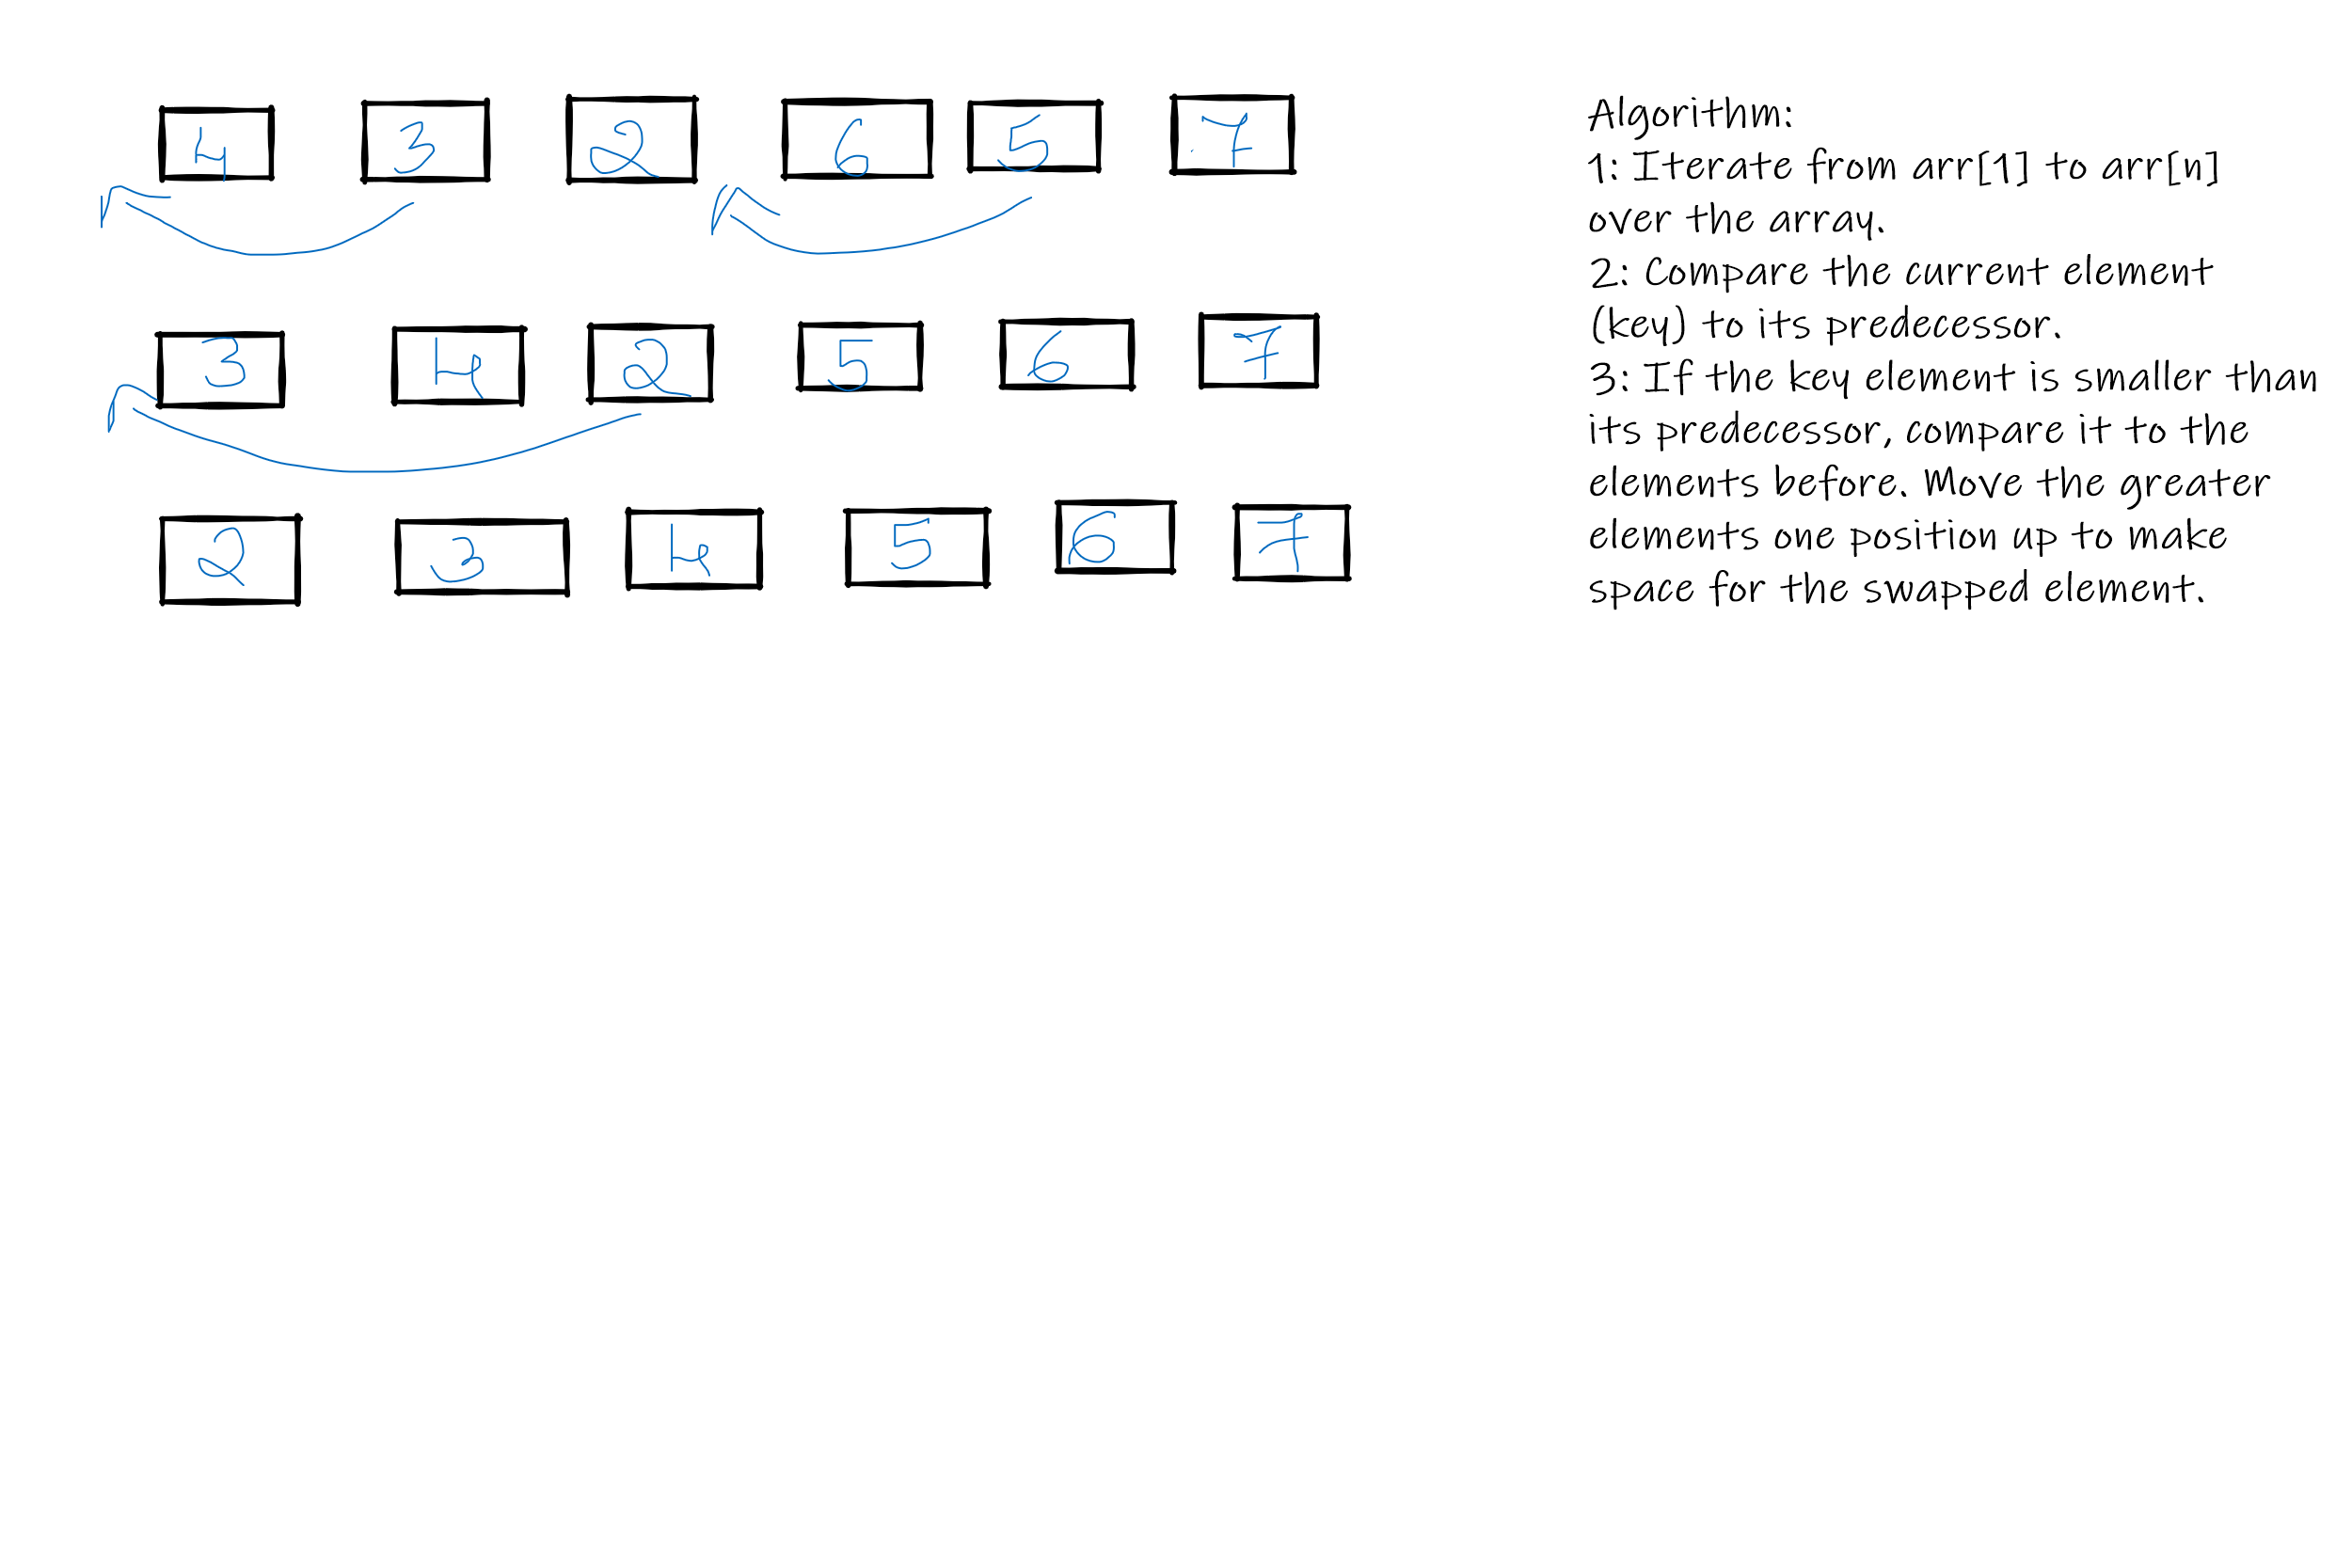 4 3 2 6 5 7
3 4 2 5 6 7
2 3 4 5 6 7
Algorithm:
1: Iterate from arr[1] to arr[n]
over the array.
2: Compare the current element
(key) to its predecessor.
3: If the key element is smaller than
its predecessor, compare it to the
elements before. Move the greater
elements one position up to make
space for the swapped element.